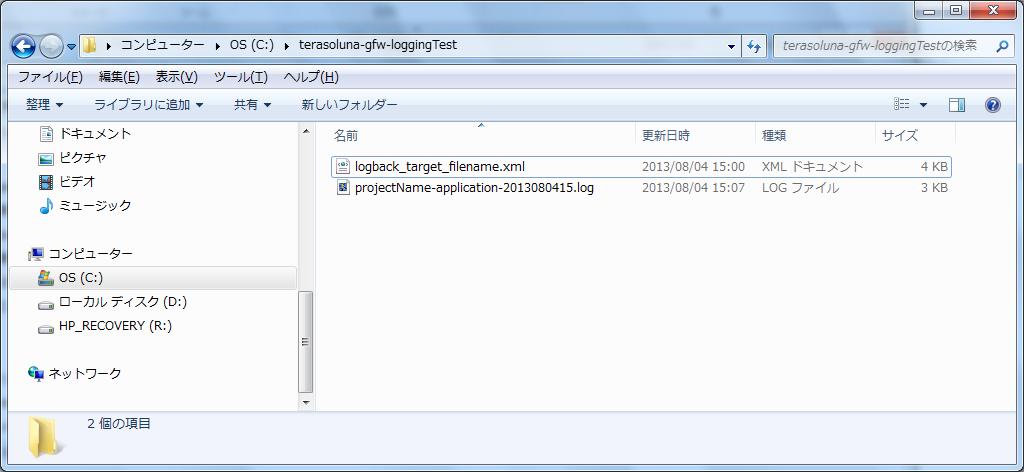 コンピューター OS (C:) terasoluna-gfw-loggingTest
terasoluna-gfw-loggingTestの検索
ファイル(F) 編集(E) 表示(V) ツール(T) ヘルプ(H)
整理 ライブラリに追加 共有 新しいフォルダー
ドキュメント
ピクチャ
ビデオ
ミュージック
コンピューター
OS (C:)
ローカル ディスク (D:)
HP_RECOVERY (R:)
ネットワーク
名前 更新日時 種類 サイズ
logback_target_filename.xml 2013/08/04 15:00 XML ドキュメント 4 KB
projectName-application-2013080415.log 2013/08/04 15:07 LOG ファイル 3 KB
2 個の項目